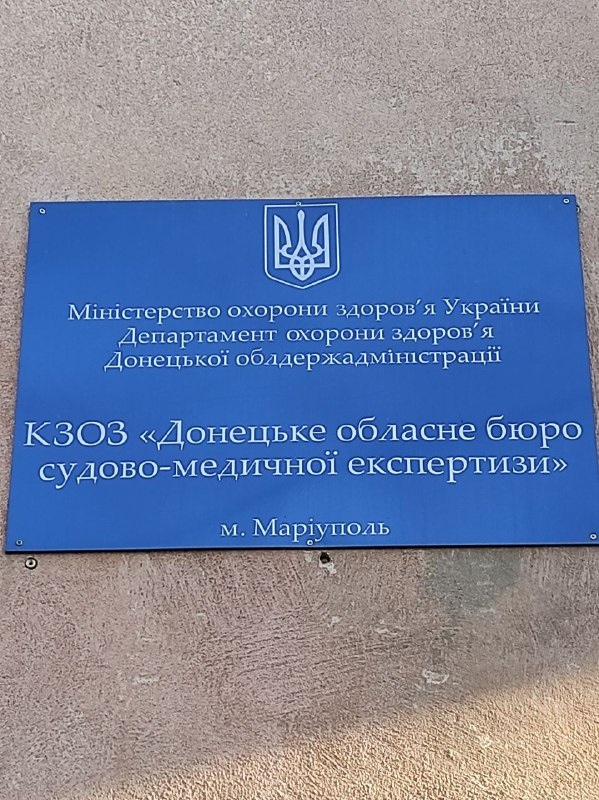 Міністерство охорони здоров'я України
Департамент охорони здоров'я
Донецької облдержадміністрації
КЗОЗ «Донецьке обласне бюро
судово-медичної експертизи»
м. Маріуполь